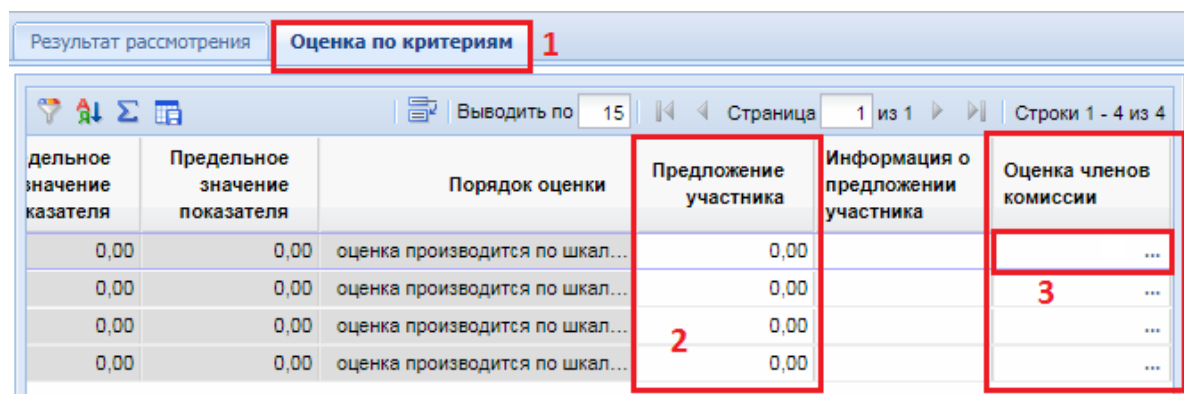 Результат рассмотрения Оценка по критериям 1
Выводить по 15 Страница 1 из 1 Строки 1 - 4 из 4
дельное значение казателя Предельное значение показателя Порядок оценки Предложение участника Информация о предложении участника Оценка членов комиссии
0,00 0,00 оценка производится по шкал... 0,00 ...
0,00 0,00 оценка производится по шкал... 0,00 3 ...
0,00 0,00 оценка производится по шкал... 2 0,00 ...
0,00 0,00 оценка производится по шкал... 0,00 ...